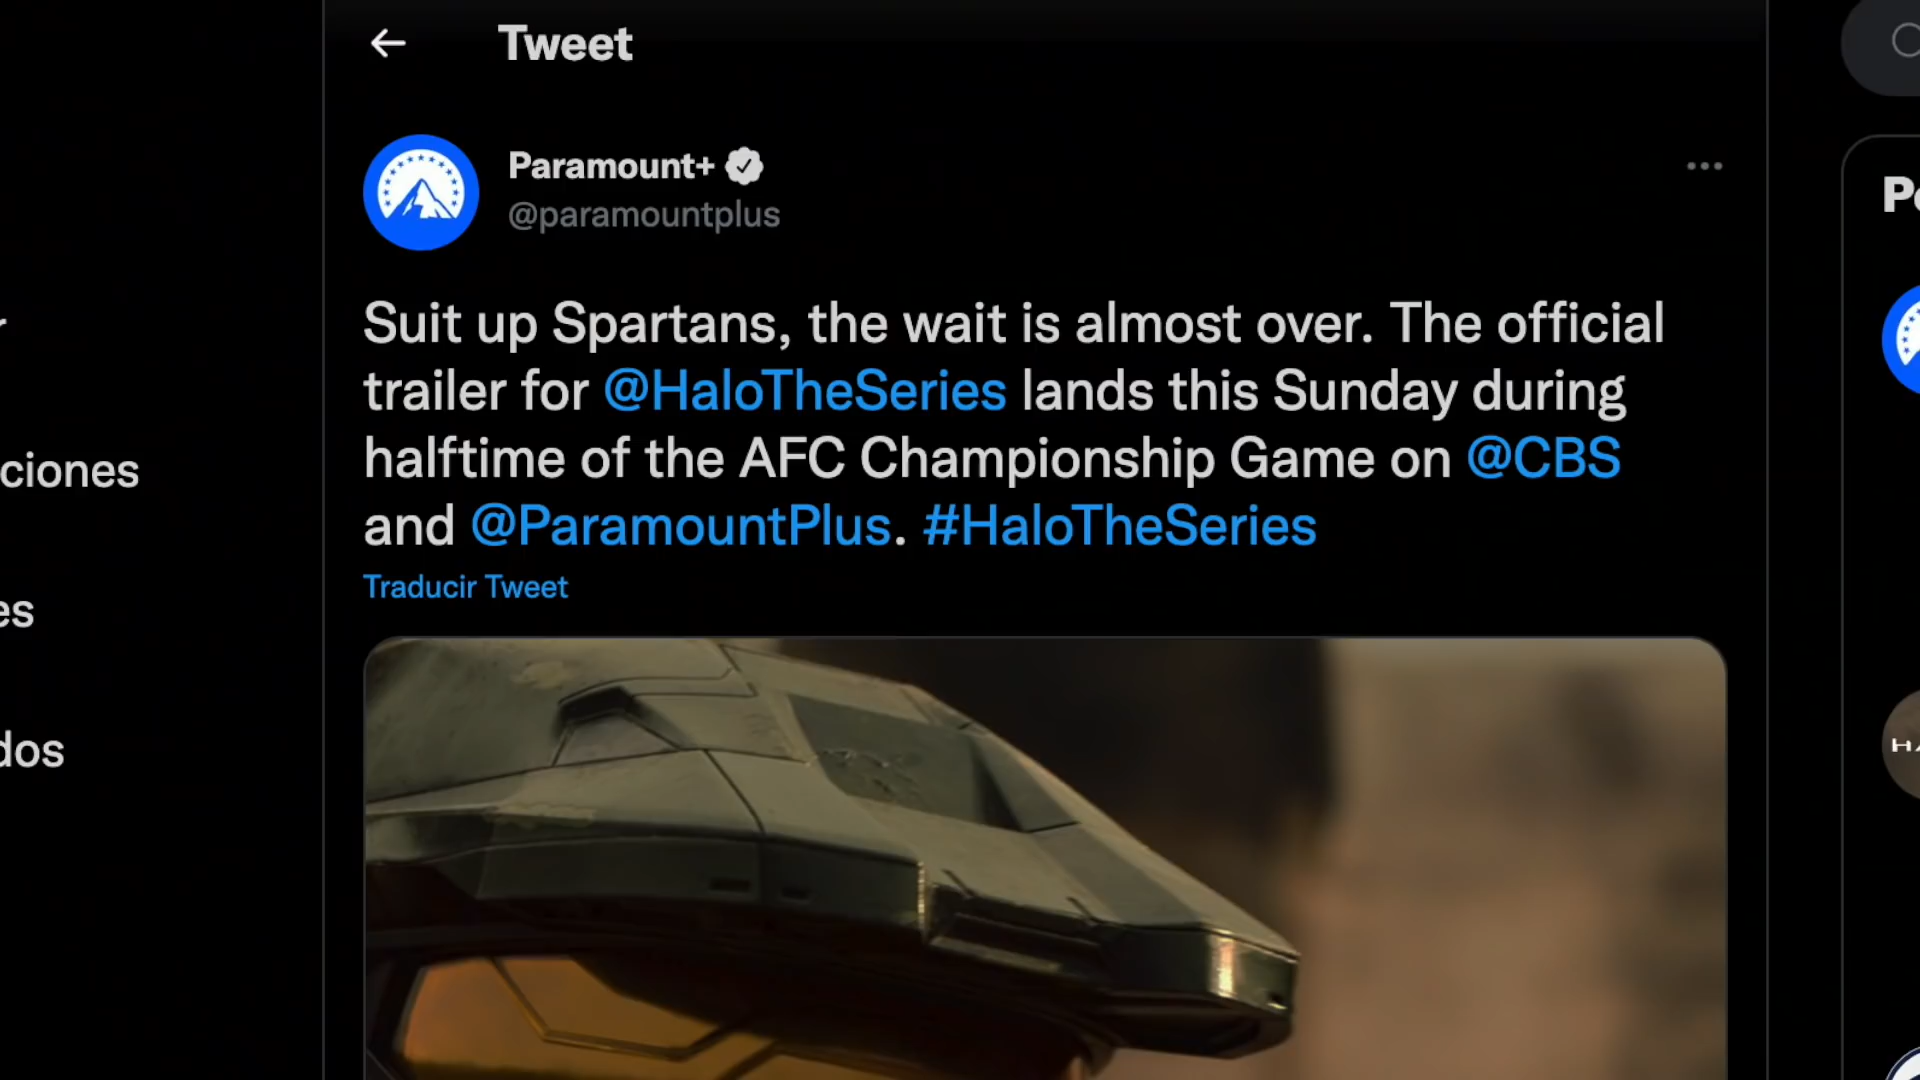 Tweet
Paramount+
@paramountplus
Suit up Spartans, the wait is almost over. The official
trailer for @HaloTheSeries lands this Sunday during
halftime of the AFC Championship Game on @CBS
and @ParamountPlus. #HaloTheSeries
Traducir Tweet
ciones
es
dos